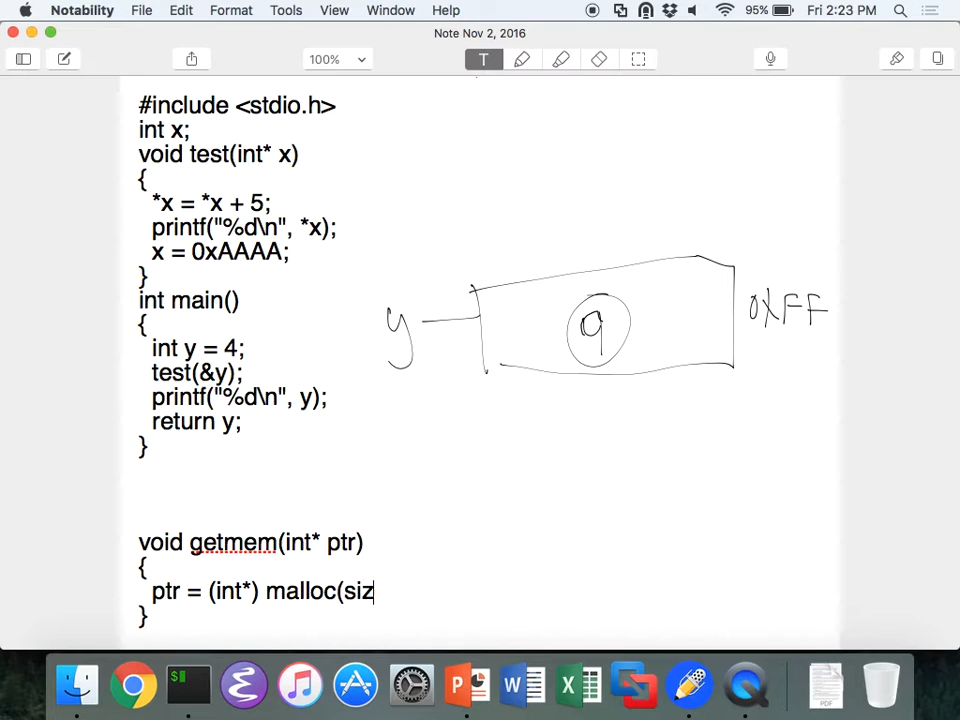 Notability File Edit Format Tools View Window Help 95% Fri 2:23 PM
Note Nov 2, 2016
100% T
#include <stdio.h>
int x;
void test(int* x)
{
*x = *x + 5;
printf("%d\n", *x);
x = 0xAAAA;
}
int main()
{
int y = 4;
test(&y);
printf("%d\n", y);
return y;
}
y 9 0xFF
void getmem(int* ptr)
{
ptr = (int*) malloc(siz
}
$
P W X
PDF